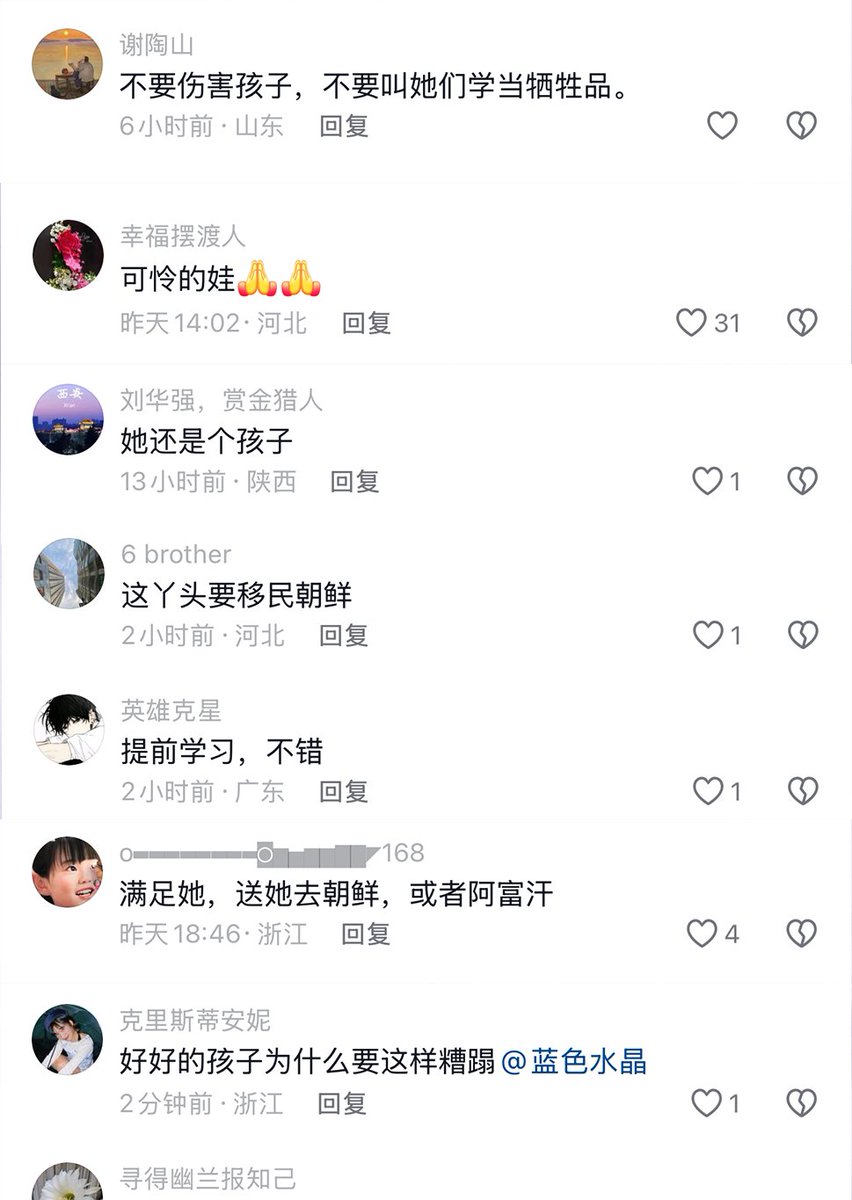 谢陶山
不要伤害孩子，不要叫她们学当牺牲品。
6小时前·山东 回复
幸福摆渡人
可怜的娃🙏🙏
昨天14:02·河北 回复 31
西安
刘华强，赏金猎人
她还是个孩子
13小时前·陕西 回复 1
6 brother
这丫头要移民朝鲜
2小时前·河北 回复 1
英雄克星
提前学习，不错
2小时前·广东 回复 1
168
满足她，送她去朝鲜，或者阿富汗
昨天18:46·浙江 回复 4
克里斯蒂安妮
好好的孩子为什么要这样糟蹋@蓝色水晶
2分钟前·浙江 回复 1
寻得幽兰报知己